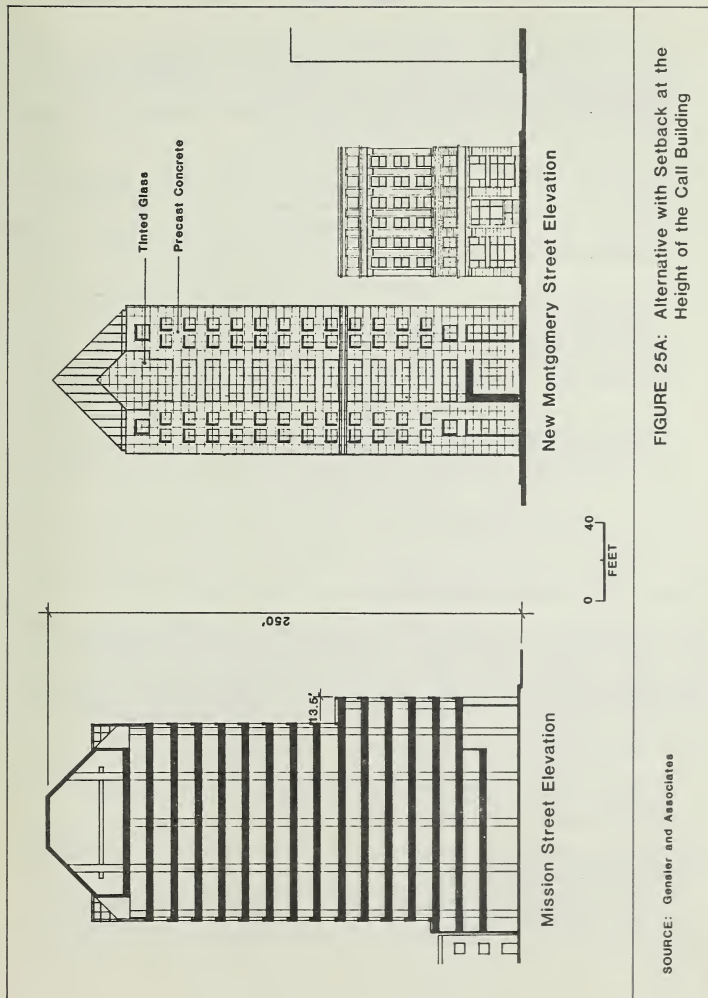 Tinted Glass
Precast Concrete
New Montgomery Street Elevation
250'
13.5'
Mission Street Elevation
0 40
FEET
SOURCE: Gensler and Associates
FIGURE 25A: Alternative with Setback at the
Height of the Call Building